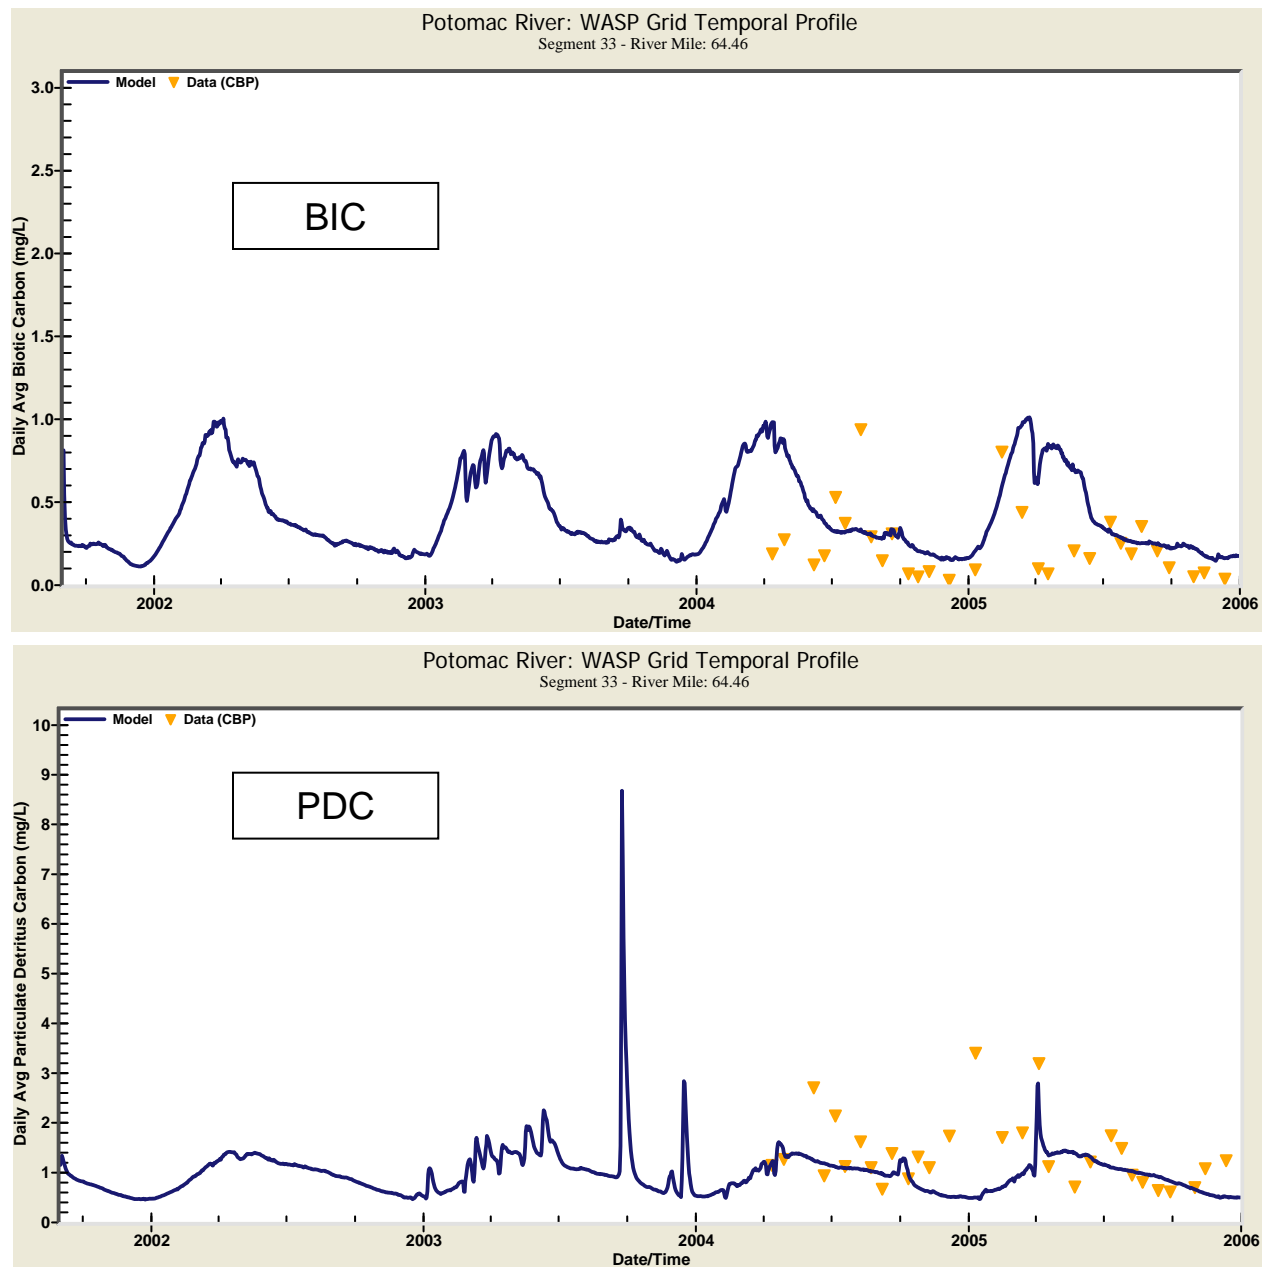 Potomac River: WASP Grid Temporal Profile
Segment 33 - River Mile: 64.46
Model Data (CBP)
3.0
2.5
2.0
1.5
1.0
0.5
0.0
Daily Avg Biotic Carbon (mg/L)
BIC
2002 2003 2004 2005 2006
Date/Time
Potomac River: WASP Grid Temporal Profile
Segment 33 - River Mile: 64.46
Model Data (CBP)
10
9
8
7
6
5
4
3
2
1
0
Daily Avg Particulate Detritus Carbon (mg/L)
PDC
2002 2003 2004 2005 2006
Date/Time